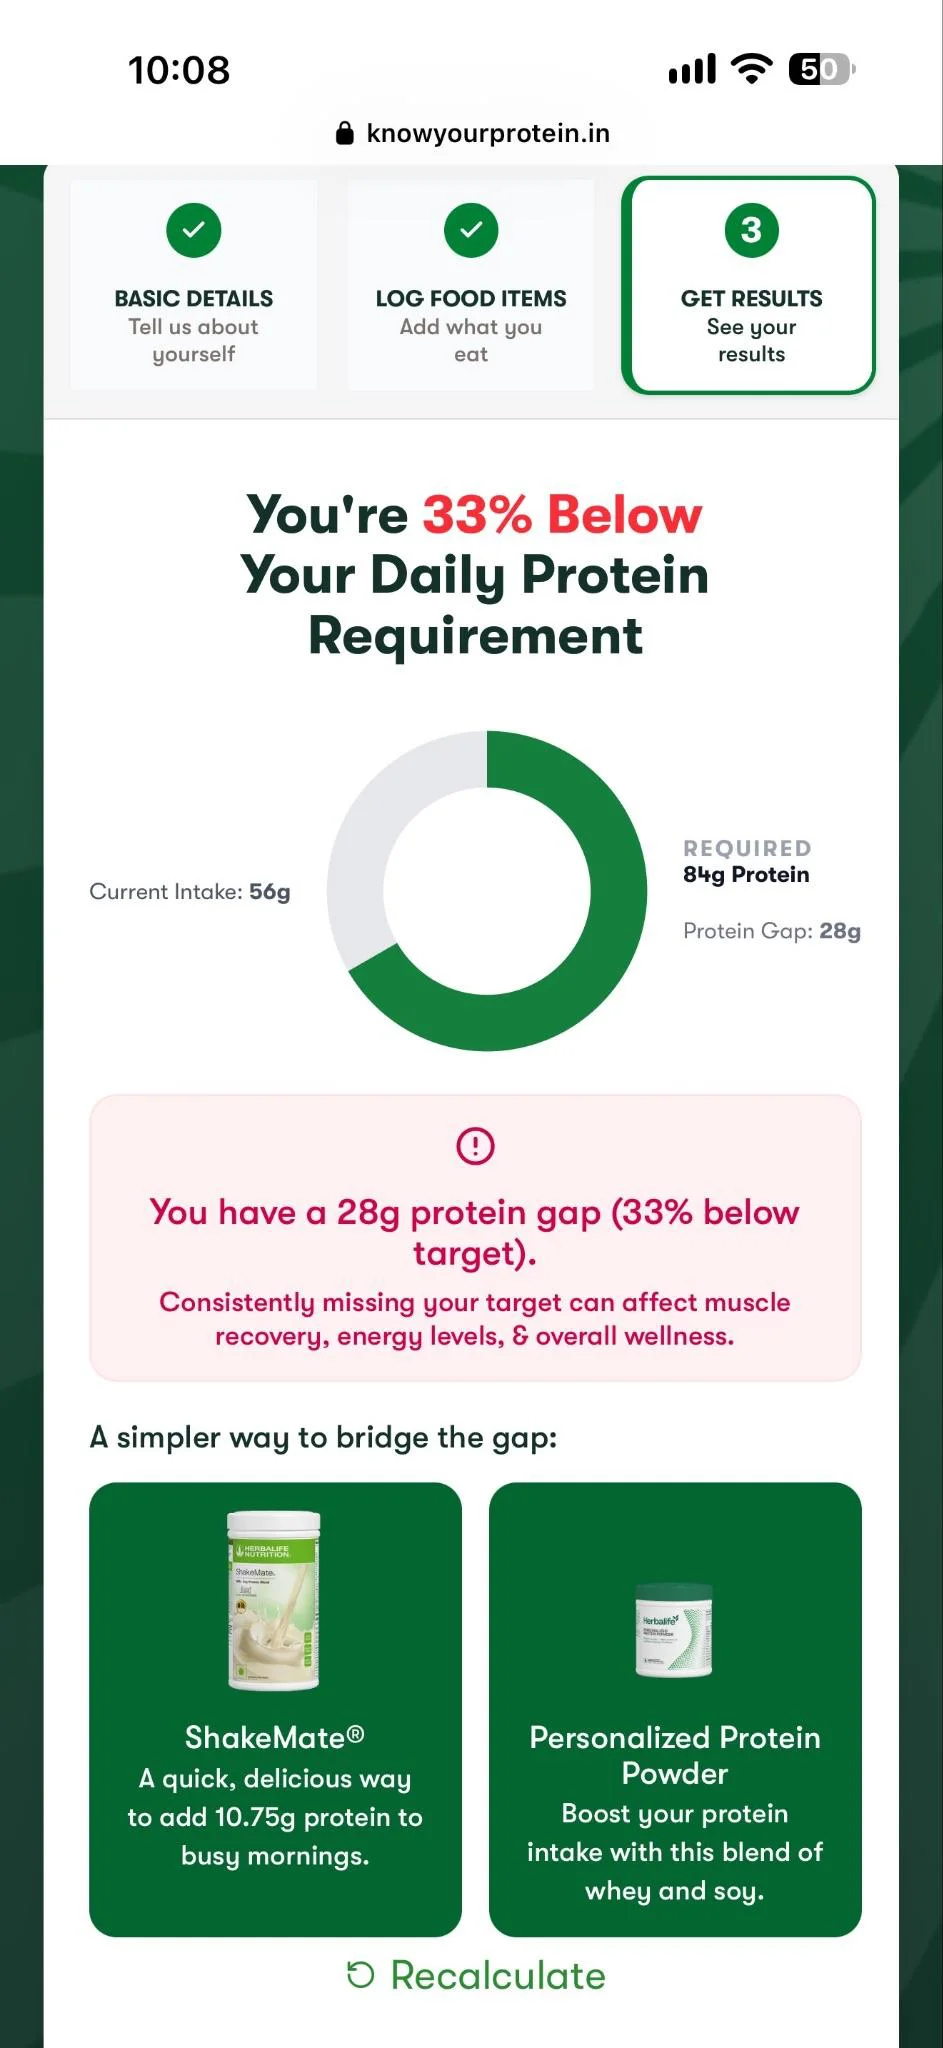 10:08
50
knowyourprotein.in
BASIC DETAILS
Tell us about
yourself
LOG FOOD ITEMS
Add what you
eat
3
GET RESULTS
See your
results
You're 33% Below
Your Daily Protein
Requirement
Current Intake: 56g
REQUIRED
84g Protein
Protein Gap: 28g
You have a 28g protein gap (33% below
target).
Consistently missing your target can affect muscle
recovery, energy levels, & overall wellness.
A simpler way to bridge the gap:
HERBALIFE
NUTRITION
ShakeMate
ShakeMate®
A quick, delicious way
to add 10.75g protein to
busy mornings.
Herbalife
Personalized Protein
Powder
Boost your protein
intake with this blend of
whey and soy.
Recalculate